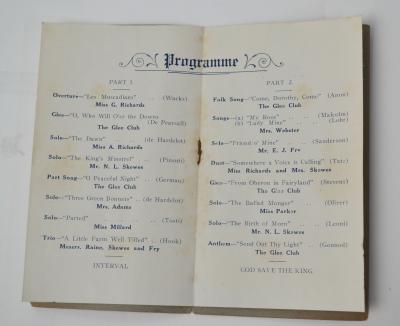 Programme
PART 1.
Overture—"Les Muscadines" .. (Wachs)
Miss G. Richards
Glee—"O, Who Will O'er the Downs
(De Pearsall)
The Glee Club
Solo—"The Dawn" (de Hardelot)
Miss A. Richards
Solo—"The King's Minstrel" .. (Pinsuti)
Mr. N. L. Skewes
Part Song—"O Peaceful Night" .. (German)
The Glee Club
Solo—"Three Green Bonnets" .. (de Hardelot)
Mrs. Adams
Solo—"Parted" .. .. (Tosti)
Miss Millard
Trio—"A Little Farm Well Tilled" .. (Hook)
Messrs. Raine, Skewes and Fry
INTERVAL
PART 2.
Folk Song—"Come, Dorothy, Come" (Anon)
The Glee Club
Songs—(a) "My Rose" .. (Malcolm)
(b) "Lady Mine" .. (Lohr)
Mrs. Webster
Solo—"Friend o' Mine" .. (Sanderson)
Mr. E. J. Fry
Duet—"Somewhere a Voice is Calling" (Tate)
Miss Richards and Mrs. Skewes
Glee—"From Oberon in Fairyland" (Stevens)
The Glee Club
Solo—"The Ballad Monger" .. (Oliver)
Miss Parker
Solo—"The Birds of Morn" .. (Leoni)
Mr. N. L. Skewes
Anthem—"Send Out Thy Light" .. (Gounod)
The Glee Club
GOD SAVE THE KING